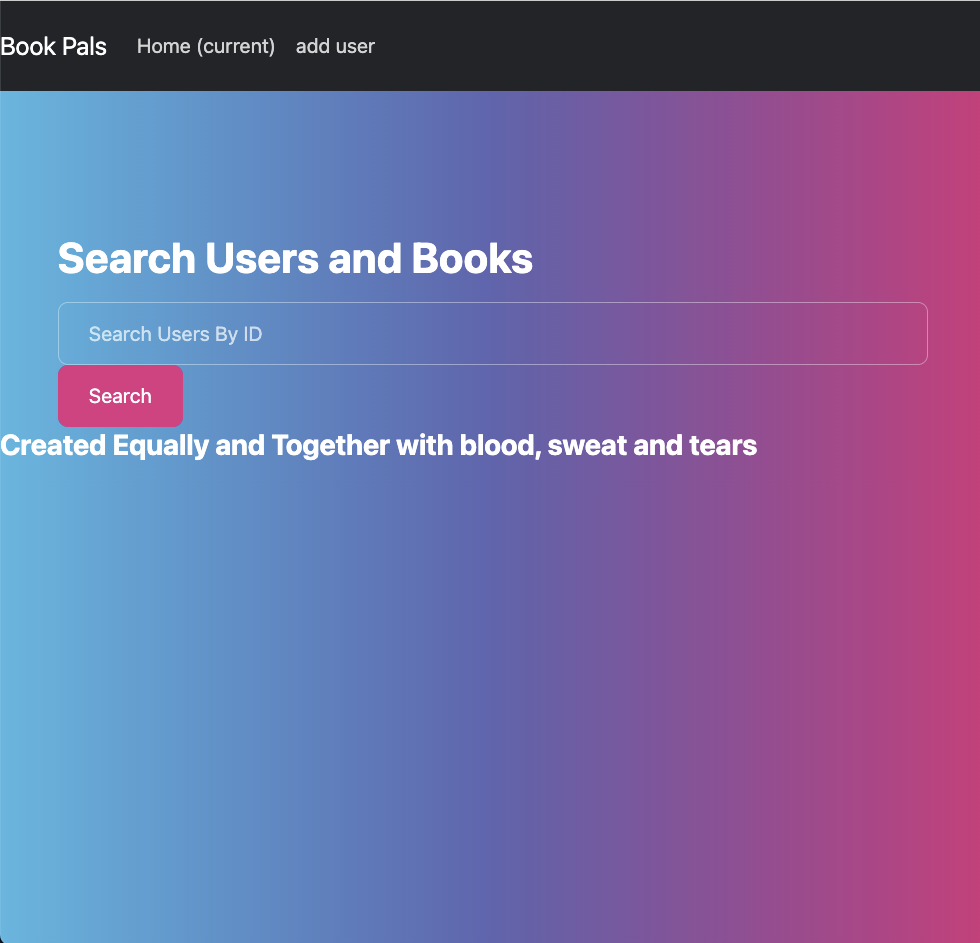 Book Pals Home (current) add user
Search Users and Books
Search Users By ID
Search
Created Equally and Together with blood, sweat and tears